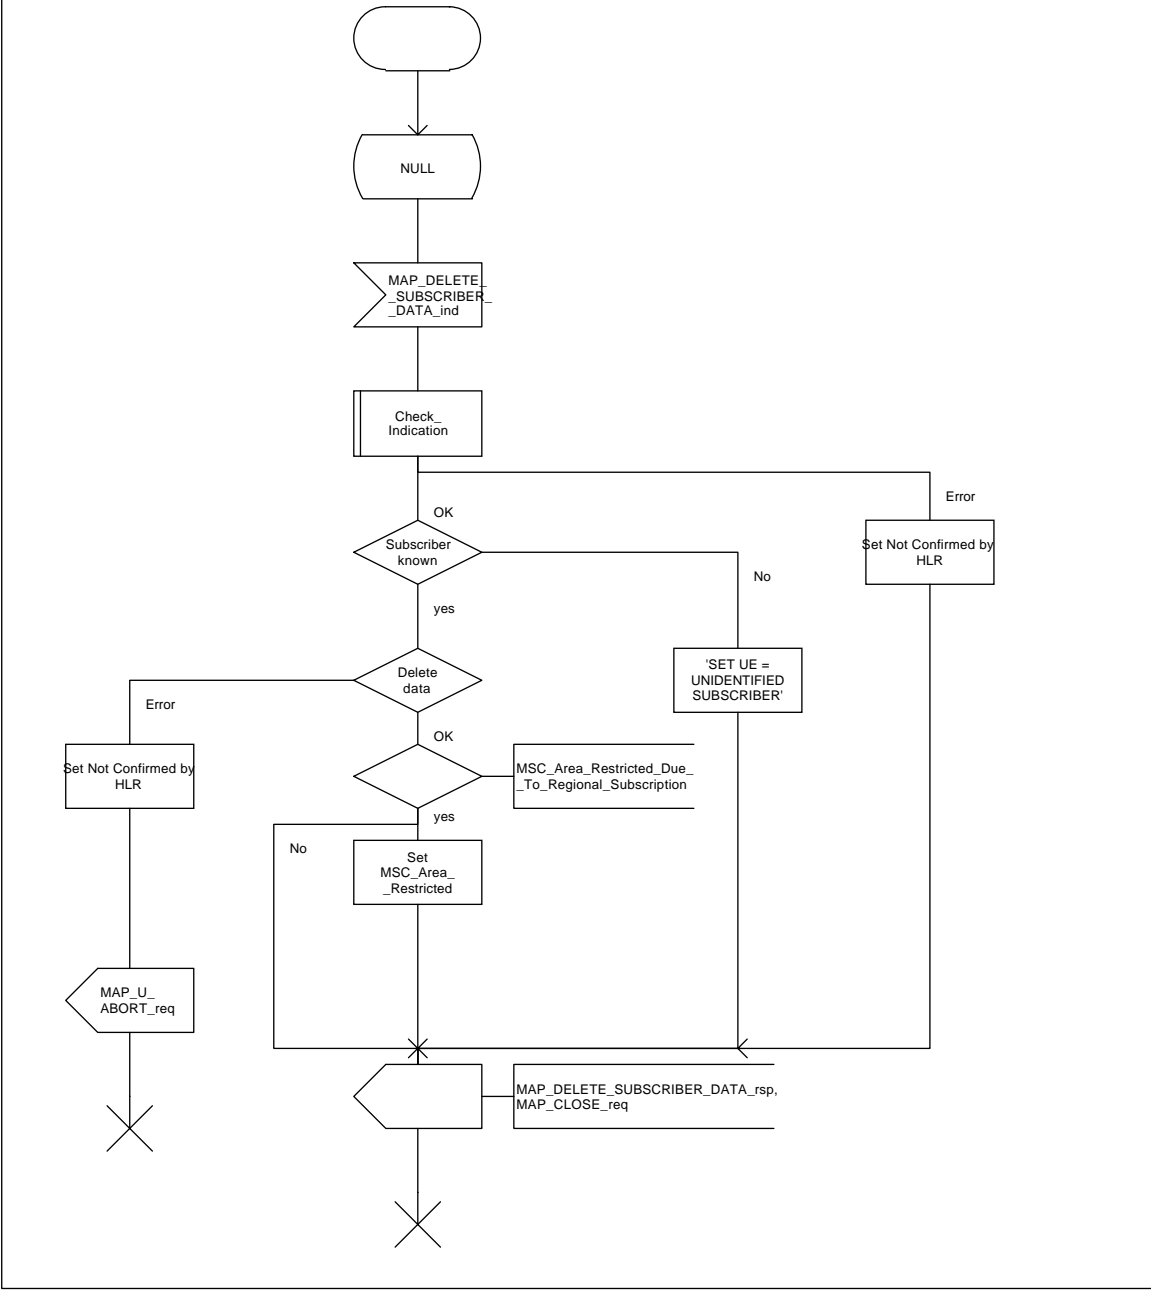 NULL
MAP_DELETE_
_SUBSCRIBER_
_DATA_ind
Check_
Indication
Error
OK
Subscriber
known
Set Not Confirmed by
HLR
No
yes
'SET UE =
UNIDENTIFIED
SUBSCRIBER'
Delete
data
Error
OK
Set Not Confirmed by
HLR
MSC_Area_Restricted_Due_
_To_Regional_Subscription
yes
No
Set
MSC_Area_
_Restricted
MAP_U_
ABORT_req
MAP_DELETE_SUBSCRIBER_DATA_rsp,
MAP_CLOSE_req